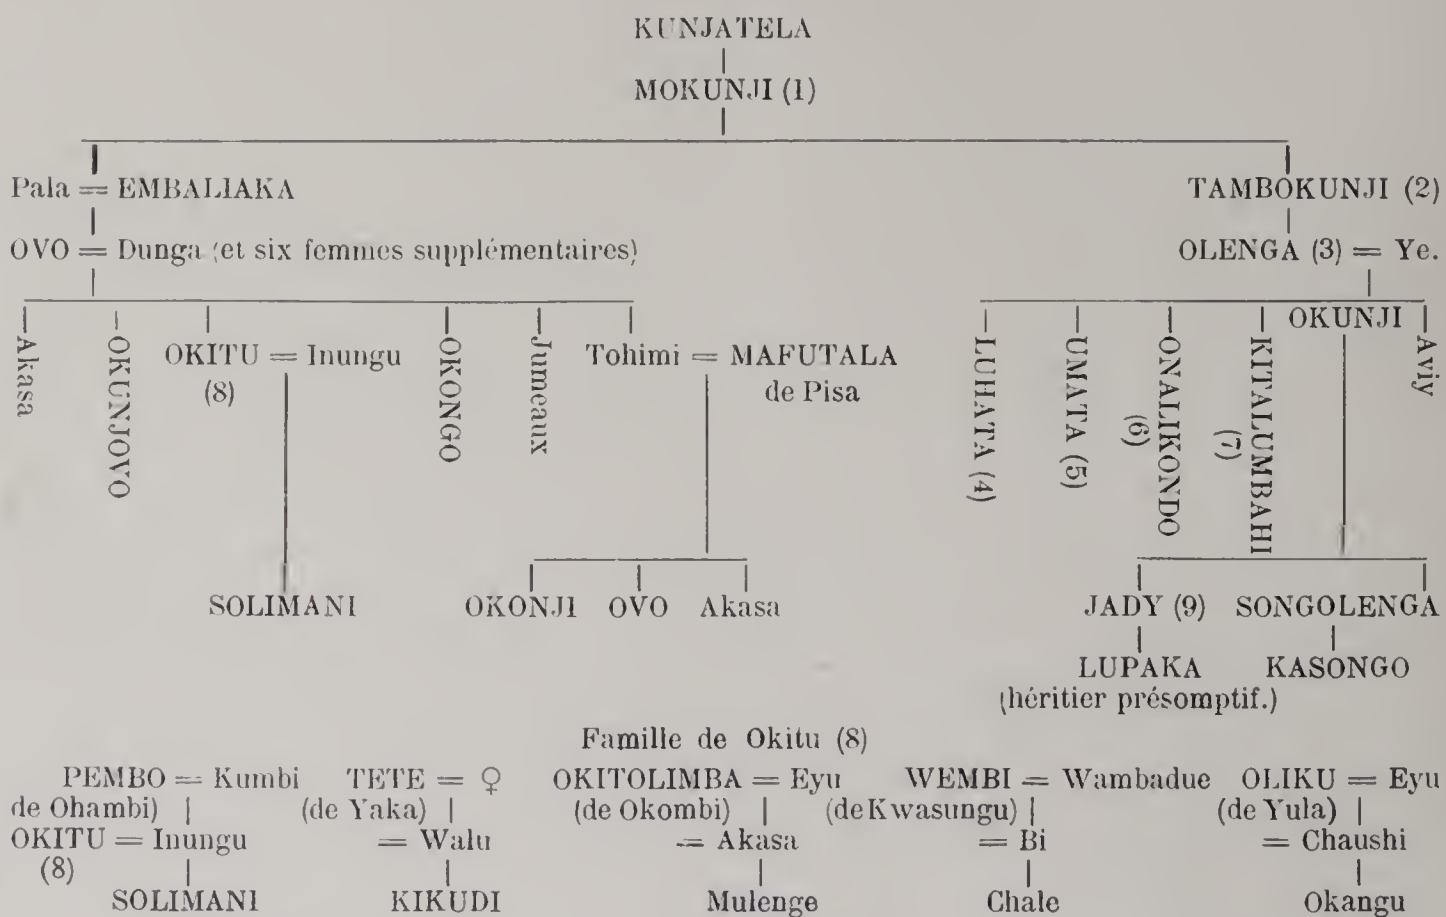 KUNJATELA
MOKUNJI (1)
Pala = EMBALIAKA
TAMBOKUNJI (2)
OVO = Dunga (et six femmes supplémentaires)
OLENGA (3) = Ye.
Akasa
OKUNJOVO
OKITU = Inungu
(8)
OKONGO
Jumeaux
Tohimi = MAFUTALA
de Pisa
LUHATA (4)
UMATA (5)
ONALIKONDO
(6)
KITALUMBAHI
(7)
OKUNJI
Aviy
SOLIMANI
OKONJI OVO Akasa
JADY (9) SONGOLENGA
LUPAKA KASONGO
(héritier présomptif.)
Famille de Okitu (8)
PEMBO = Kumbi TETE = ♀ OKITOLIMBA = Eyu WEMBI = Wambadue OLIKU = Eyu
de Ohambi) (de Yaka) (de Okombi) (de Kwasungu) (de Yula)
OKITU = Inungu = Walu = Akasa = Bi = Chaushi
(8)
SOLIMANI KIKUDI Mulenge Chale Okangu